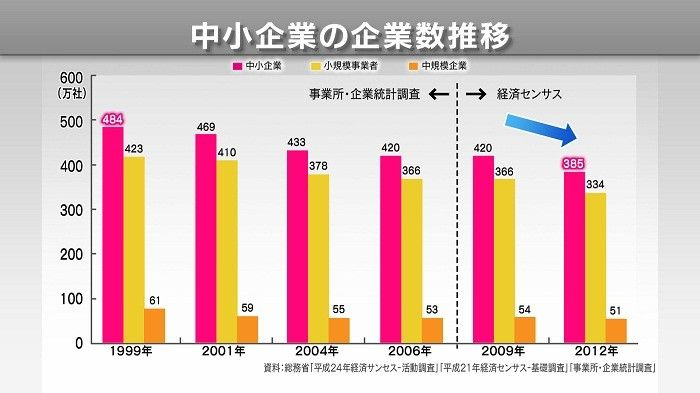 中小企業の企業数推移
中小企業 小規模事業者 中規模企業
600
(万社)
事業所・企業統計調査 ← → 経済センサス
500
400
300
200
100
0
484 423 61
469 410 59
433 378 55
420 366 53
420 366 54
385 334 51
1999年 2001年 2004年 2006年 2009年 2012年
資料:総務省「平成24年経済サンセス-活動調査」「平成21年経済センサス-基礎調査」「事業所・企業統計調査」